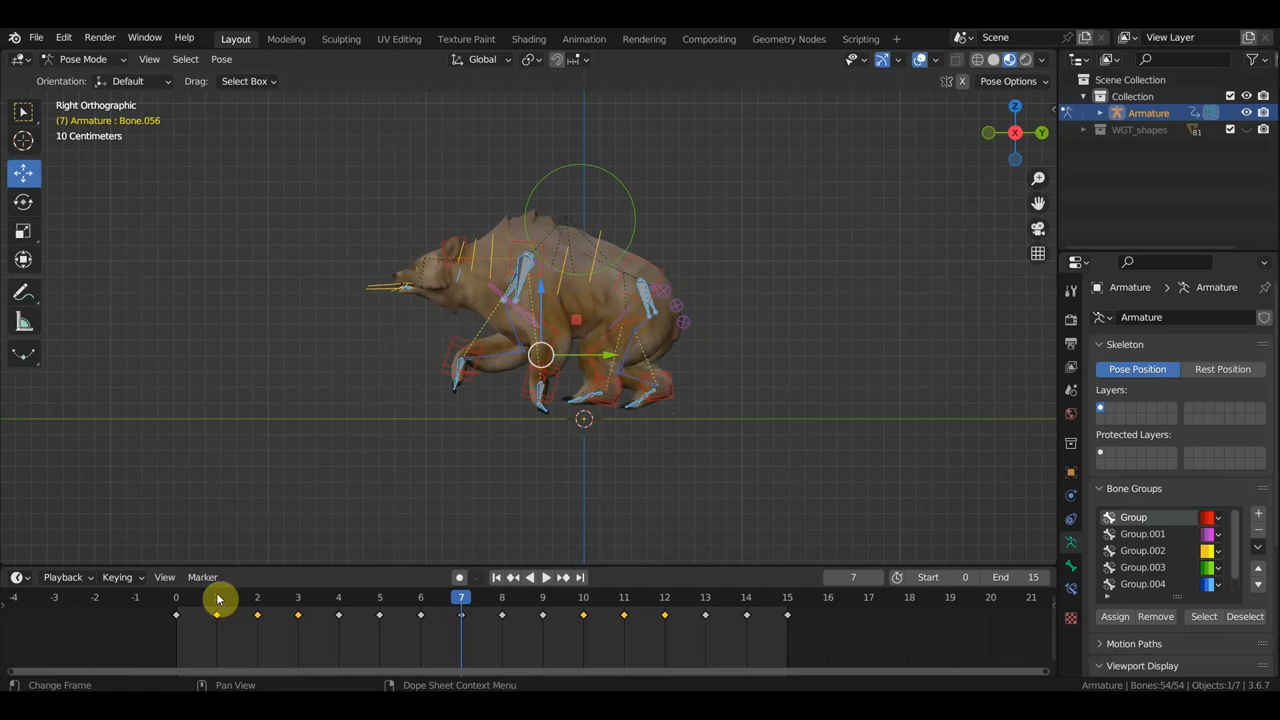 File Edit Render Window Help Layout Modeling Sculpting UV Editing Texture Paint Shading Animation Rendering Compositing Geometry Nodes Scripting + Scene View Layer
Pose Mode View Select Pose Global
Orientation: Default Drag: Select Box X Pose Options
Right Orthographic
(7) Armature : Bone.056
10 Centimeters
Z
X
Y
Scene Collection
Collection
Armature
WGT_shapes 81
Armature Armature
Armature
Skeleton
Pose Position Rest Position
Layers:
Protected Layers:
Bone Groups
Group
Group.001
Group.002
Group.003
Group.004
Assign Remove Select Deselect
Motion Paths
Viewport Display
Playback Keying View Marker 7 Start 0 End 15
-4 -3 -2 -1 0 2 3 4 5 6 7 8 9 10 11 12 13 14 15 16 17 18 19 20 21
Change Frame Pan View Dope Sheet Context Menu Armature | Bones:54/54 | Objects:1/7 | 3.6.7